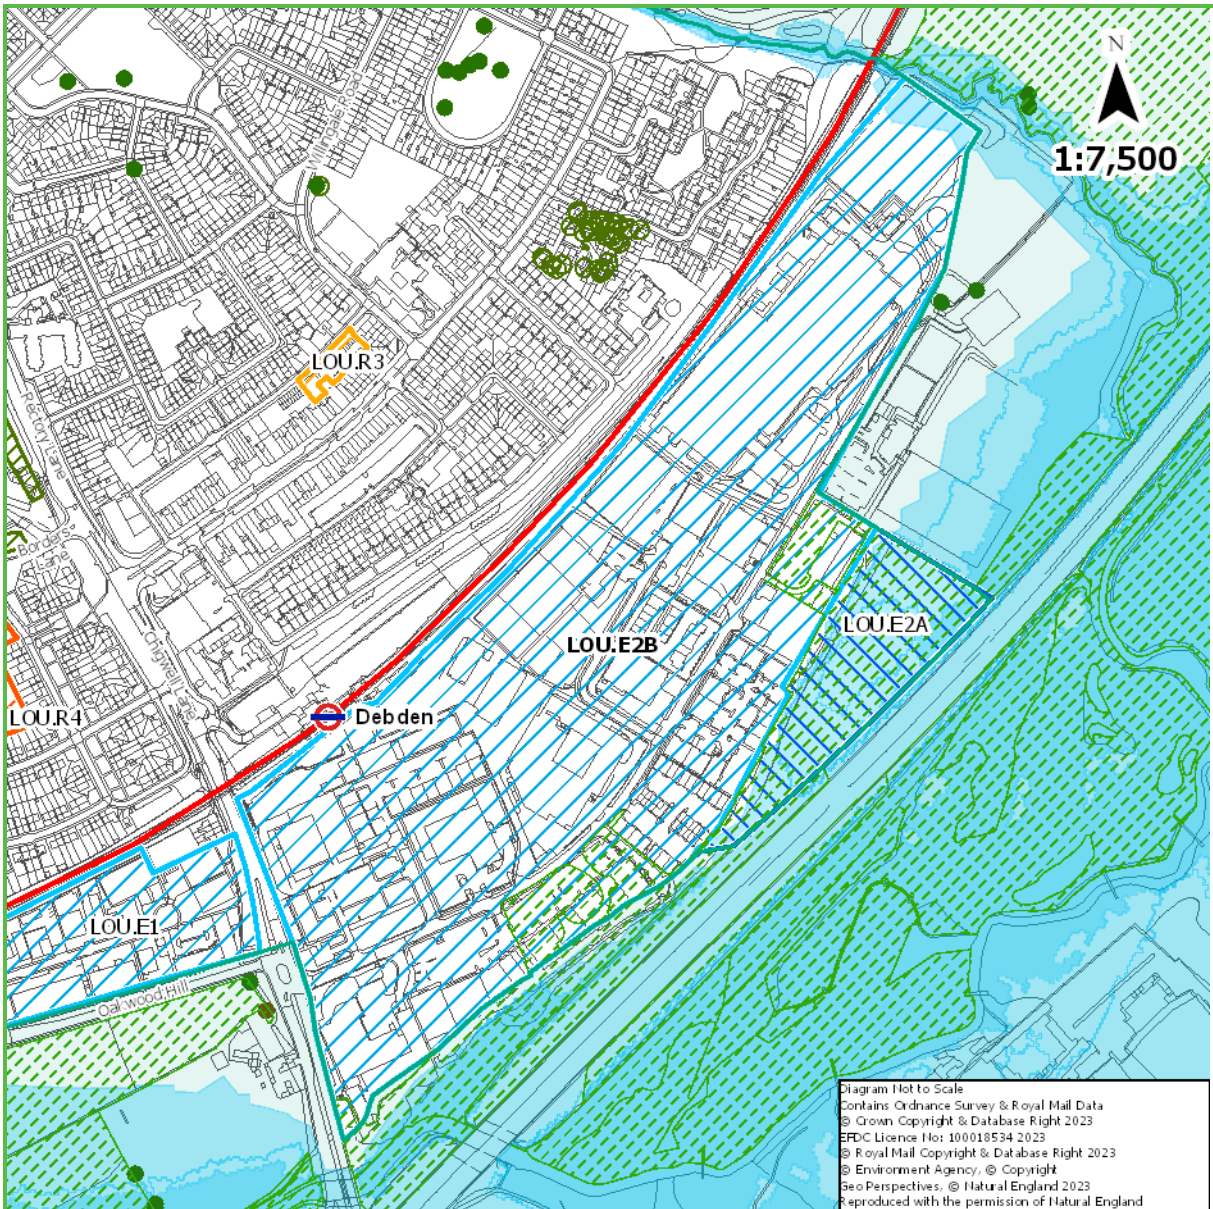 N
1:7,500
Willingale Road
LOU.R3
Rectory Lane
Borders
Lane
Chigwell Lane
LOU.E2A
LOU.E2B
LOU.R4
Debden
LOU.E1
Oakwood Hill
Diagram Not to Scale
Contains Ordnance Survey & Royal Mail Data
© Crown Copyright & Database Right 2023
EFDC Licence No: 100018534 2023
© Royal Mail Copyright & Database Right 2023
© Environment Agency, © Copyright
Geo Perspectives, © Natural England 2023
Reproduced with the permission of Natural England